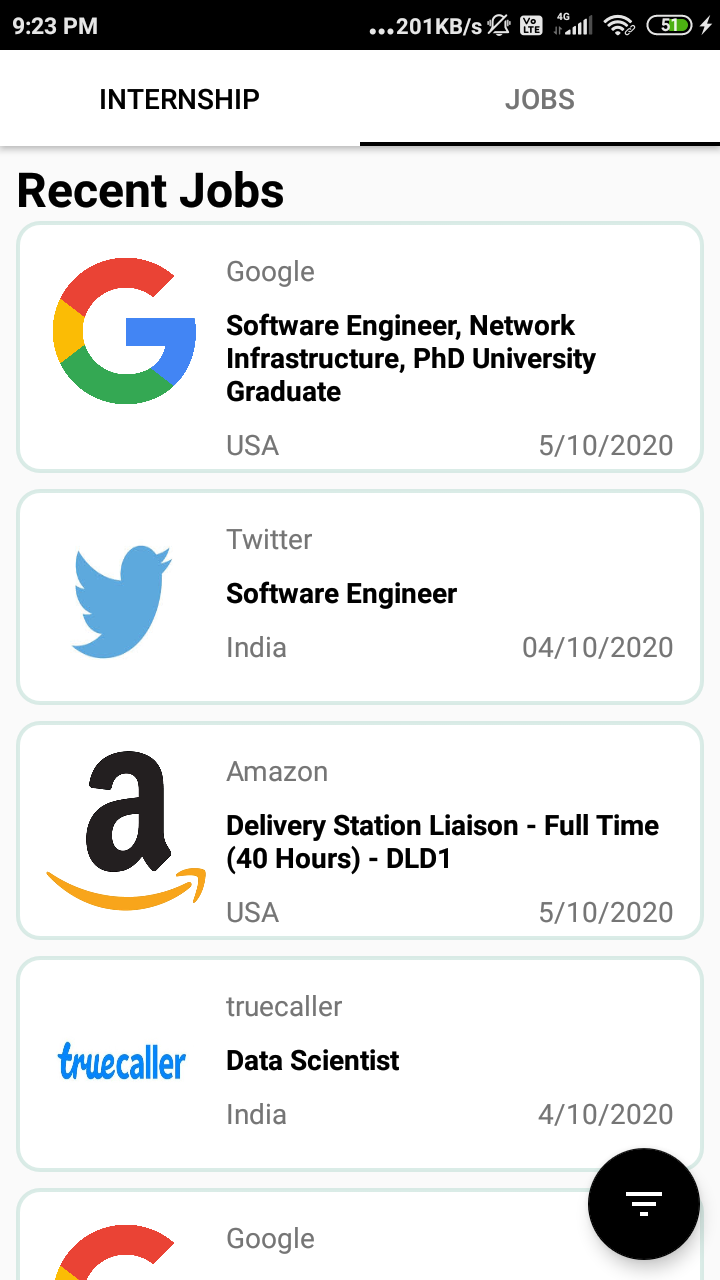 9:23 PM ...201KB/s Vo LTE 4G 51
INTERNSHIP JOBS
Recent Jobs
Google
Software Engineer, Network
Infrastructure, PhD University
Graduate
USA 5/10/2020
Twitter
Software Engineer
India 04/10/2020
a
Amazon
Delivery Station Liaison - Full Time
(40 Hours) - DLD1
USA 5/10/2020
truecaller
truecaller
Data Scientist
India 4/10/2020
Google